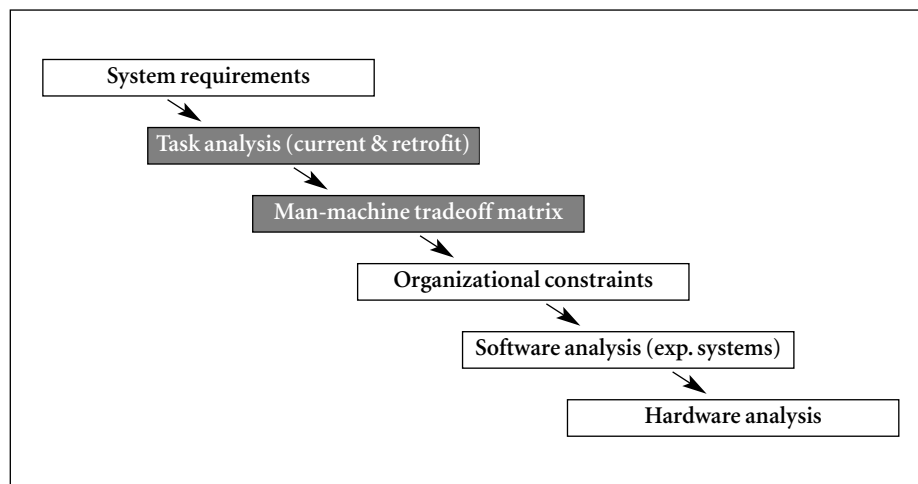 System requirements
Task analysis (current & retrofit)
Man-machine tradeoff matrix
Organizational constraints
Software analysis (exp. systems)
Hardware analysis